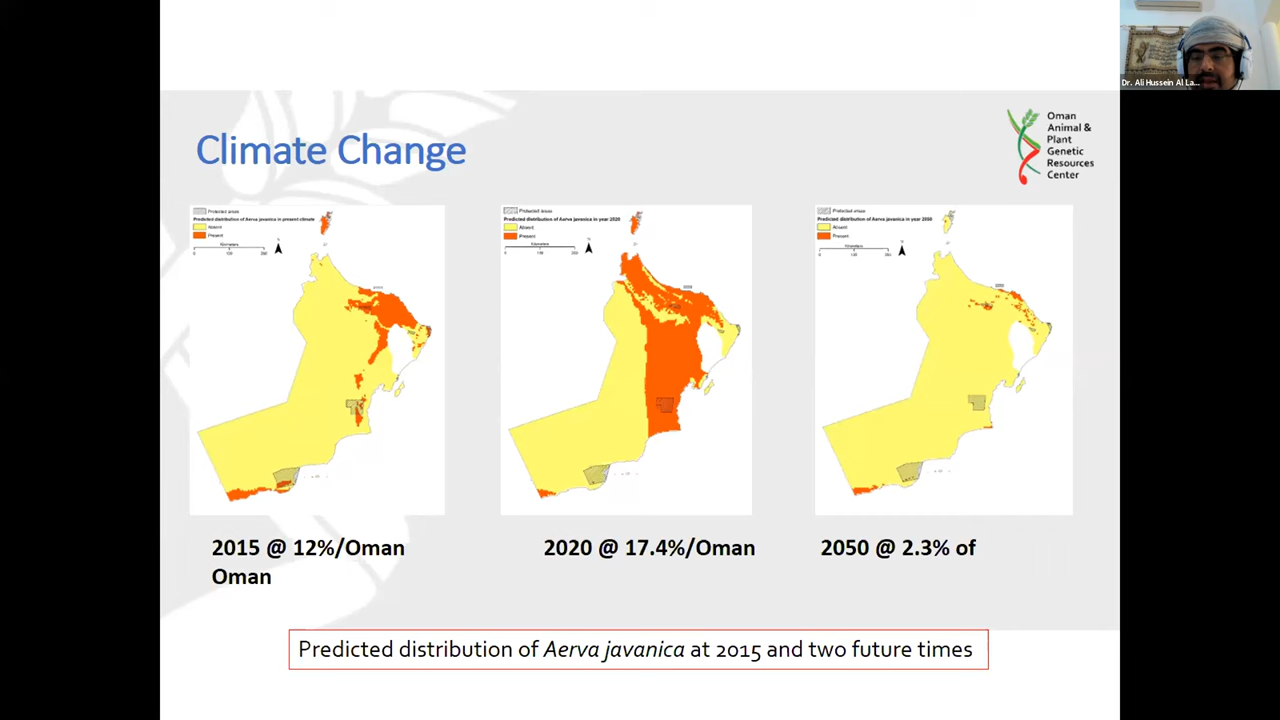 Dr. Ali Hussein Al La...
Climate Change
Oman
Animal &
Plant
Genetic
Resources
Center
Protected areas
Predicted distribution of Aerva javanica in present climate
Absent
Present
Kilometers
Protected areas
Predicted distribution of Aerva javanica in year 2020
Absent
Present
Kilometers
Protected areas
Predicted distribution of Aerva javanica in year 2050
Absent
Present
Kilometers
2015 @ 12%/Oman
Oman
2020 @ 17.4%/Oman
2050 @ 2.3% of
Predicted distribution of Aerva javanica at 2015 and two future times